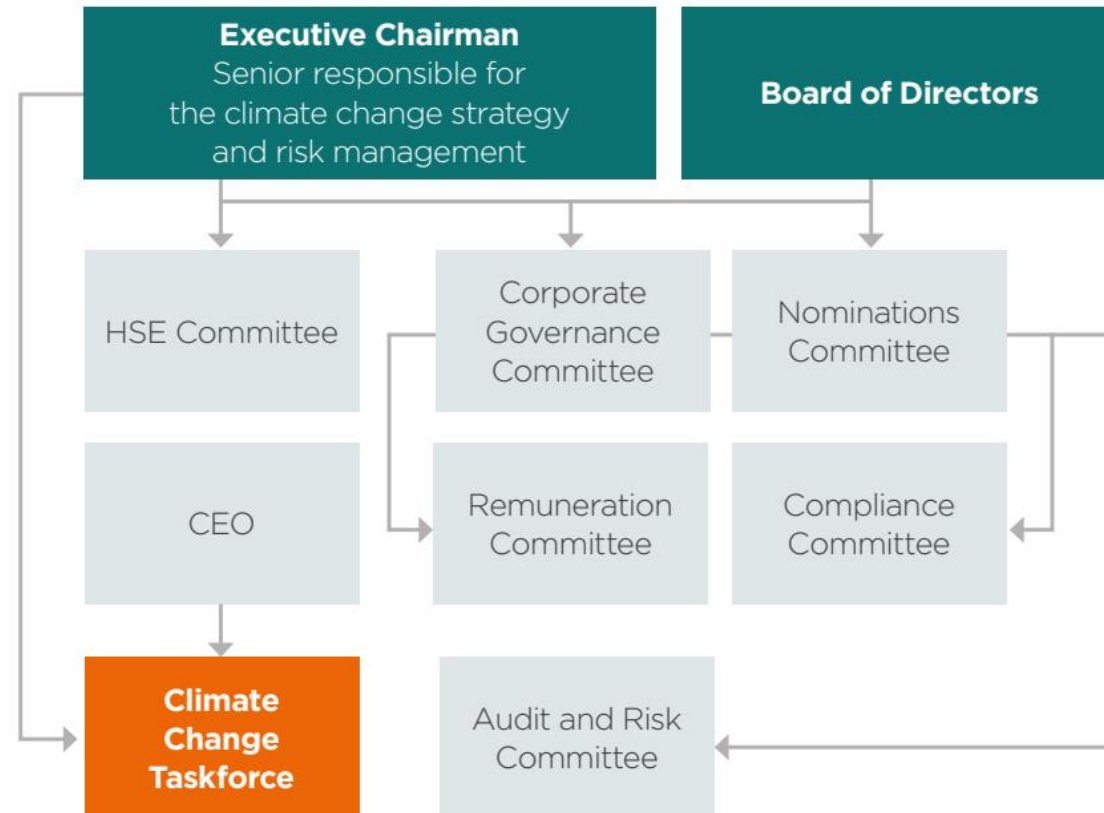 Executive Chairman
Senior responsible for
the climate change strategy
and risk management
Board of Directors
HSE Committee
Corporate
Governance
Committee
Nominations
Committee
CEO
Remuneration
Committee
Compliance
Committee
Climate
Change
Taskforce
Audit and Risk
Committee